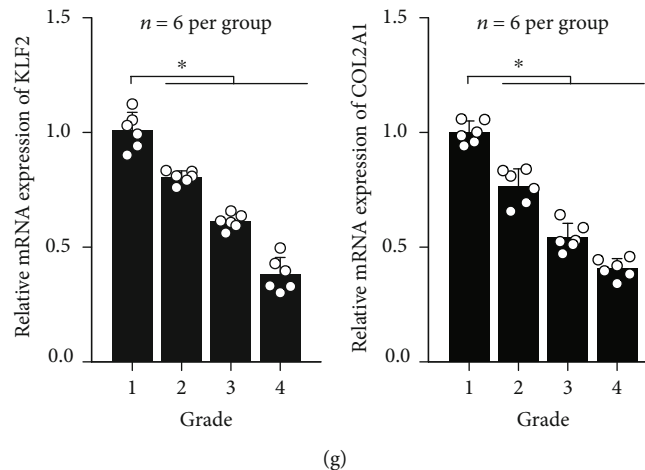 n = 6 per group
*
Relative mRNA expression of KLF2
1.5
1.0
0.5
0.0
1 2 3 4
Grade
n = 6 per group
*
Relative mRNA expression of COL2A1
1.5
1.0
0.5
0.0
1 2 3 4
Grade
(g)